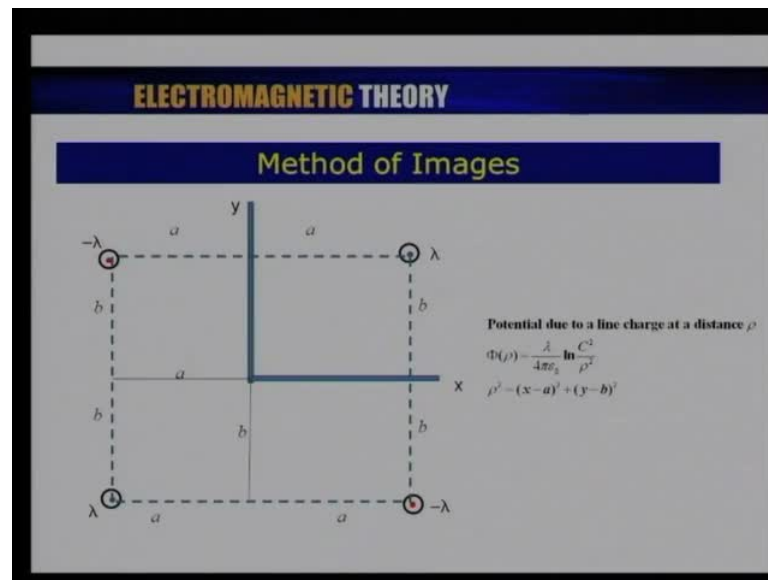 ELECTROMAGNETIC THEORY
Method of Images
y
a a
-λ λ
b b
Potential due to a line charge at a distance ρ
Φ(ρ) = λ/4πε₀ ln C²/ρ²
a x ρ² = (x-a)² + (y-b)²
b b b
λ -λ
a a